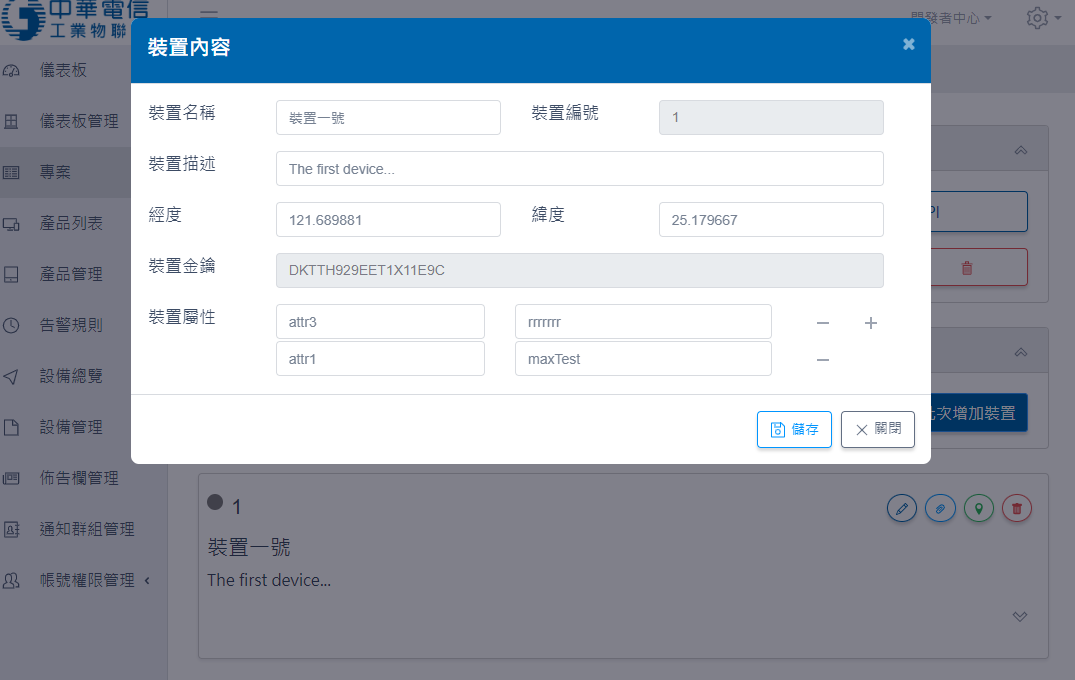 中華電信
工業物聯
開發者中心
儀表板
儀表板管理
專案
產品列表
產品管理
告警規則
設備總覽
設備管理
佈告欄管理
通知群組管理
帳號權限管理
裝置內容
裝置名稱 裝置一號 裝置編號 1
裝置描述 The first device...
經度 121.689881 緯度 25.179667
裝置金鑰 DKTTH929EET1X11E9C
裝置屬性 attr3 rrrrrrr
attr1 maxTest
儲存 關閉
次增加裝置
1
裝置一號
The first device...